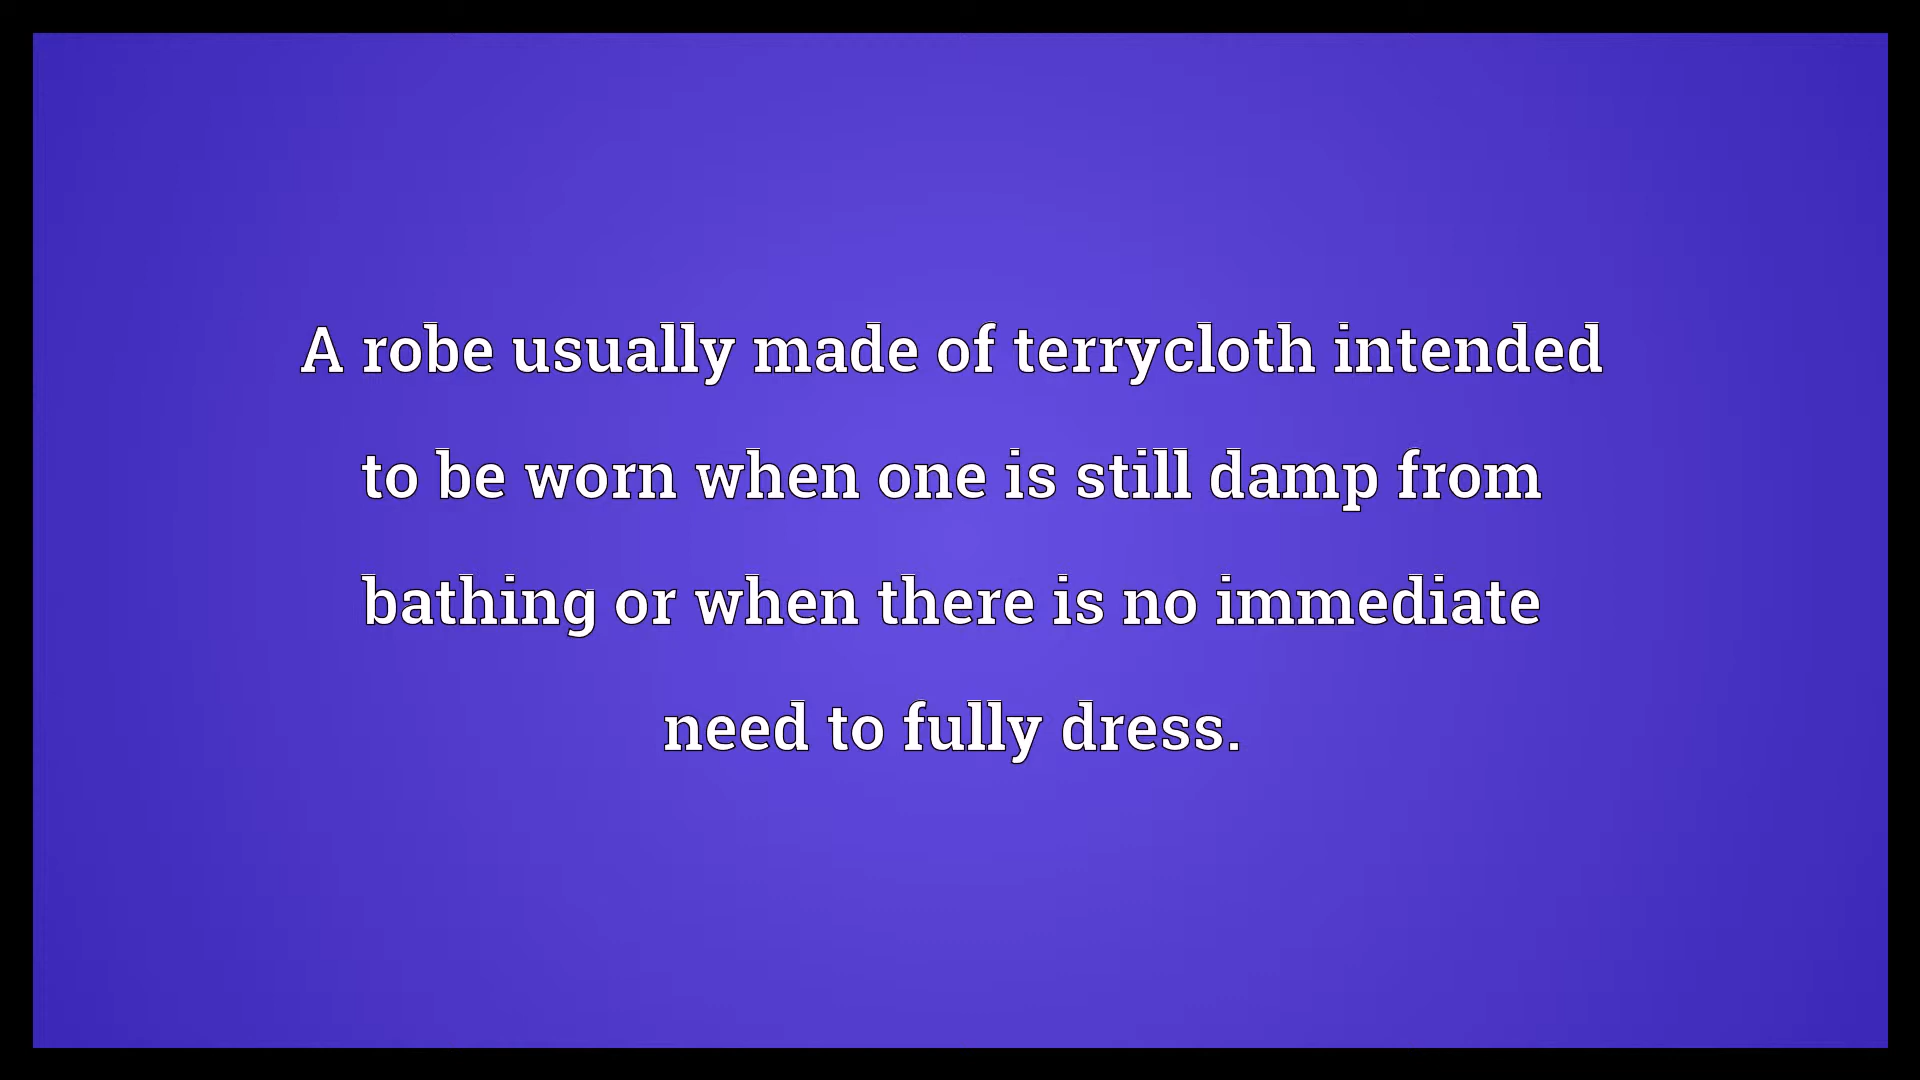 A robe usually made of terrycloth intended
to be worn when one is still damp from
bathing or when there is no immediate
need to fully dress.